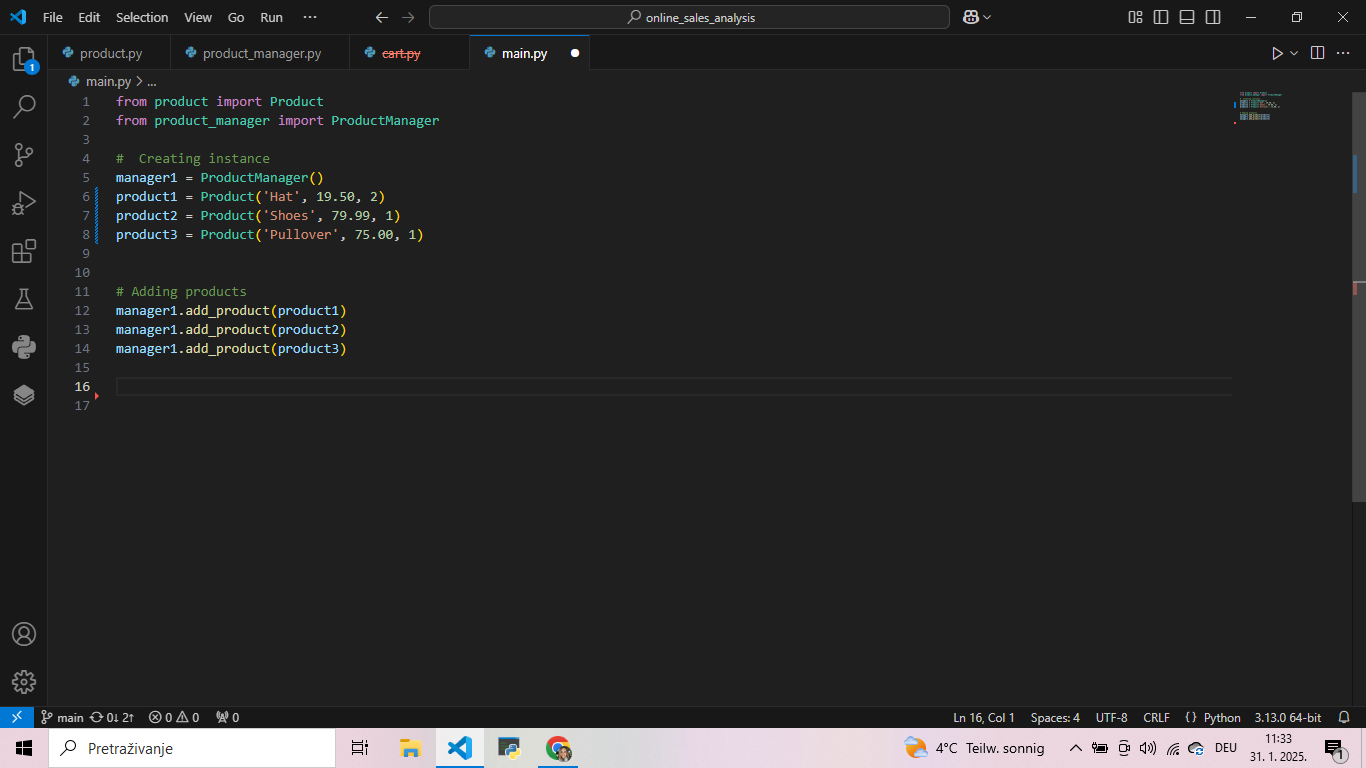 File Edit Selection View Go Run ··· online_sales_analysis
product.py product_manager.py cart.py main.py
main.py > ...
1 from product import Product
2 from product_manager import ProductManager
3
4 #  Creating instance
5 manager1 = ProductManager()
6 product1 = Product('Hat', 19.50, 2)
7 product2 = Product('Shoes', 79.99, 1)
8 product3 = Product('Pullover', 75.00, 1)
9
10
11 # Adding products
12 manager1.add_product(product1)
13 manager1.add_product(product2)
14 manager1.add_product(product3)
15
16
17
1
main 0↓ 2↑ 0 0 0 Ln 16, Col 1 Spaces: 4 UTF-8 CRLF {} Python 3.13.0 64-bit
Pretraživanje 4°C Teilw. sonnig DEU 11:33
31. 1. 2025. 1